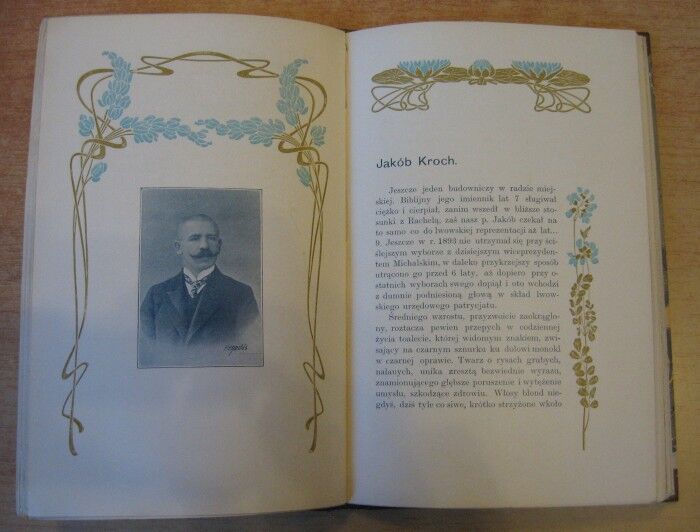 Jakób Kroch.
Jeszcze jeden budowniczy w radzie miej-
skiej. Biblijny jego imiennik lat 7 sługiwał
ciężko i cierpiał, zanim wszedł w bliższe sto-
sunki z Rachelą, zaś nasz p. Jakób czekał na
to samo co do lwowskiej reprezentacji aż lat...
9. Jeszcze w r. 1893 nie utrzymał się przy ści-
ślejszym wyborze z dzisiejszym wiceprezyden-
tem Michalskim, w daleko przykrzejszy sposób
utrącono go przed 6 laty, aż dopiero przy o-
statnich wyborach swego dopiął i oto wchodzi
z dumnie podniesioną głową w skład lwow-
skiego urzędowego patrycjatu.
Średniego wzrostu, przyzwoicie zaokrąglo-
ny, roztacza pewien przepych w codziennej
życia toalecie, której widomym znakiem, zwi-
sający na czarnym sznurku ku dołowi monokl
w czarnej oprawie. Twarz o rysach grubych,
nalanych, unika zresztą bezwiednie wyrazu,
znamionującego głębsze poruszenie i wytężenie
umysłu, szkodzące zdrowiu. Włosy blond nie-
gdyś, dziś tyle co siwe, krótko strzyżone wkoło